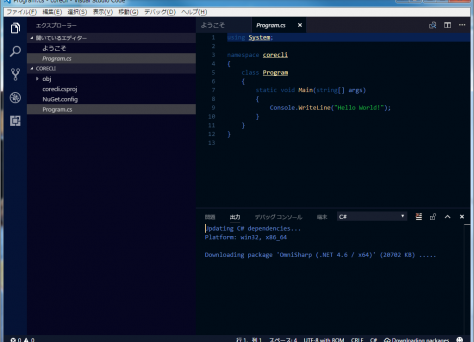 Program.cs - corecli - Visual Studio Code
ファイル(F) 編集(E) 選択(S) 表示(V) 移動(G) デバッグ(D) ヘルプ(H)
エクスプローラー
開いているエディター
ようこそ
Program.cs
CORECLI
obj
corecli.csproj
NuGet.config
Program.cs
ようこそ Program.cs
1 using System;
2
3 namespace corecli
4 {
5 class Program
6 {
7 static void Main(string[] args)
8 {
9 Console.WriteLine("Hello World!");
10 }
11 }
12 }
13
問題 出力 デバッグ コンソール 端末 C#
Updating C# dependencies...
Platform: win32, x86_64
Downloading package 'OmniSharp (.NET 4.6 / x64)' (20702 KB) .....
0 0 行 1、列 1 スペース: 4 UTF-8 with BOM CRLF C# Downloading packages